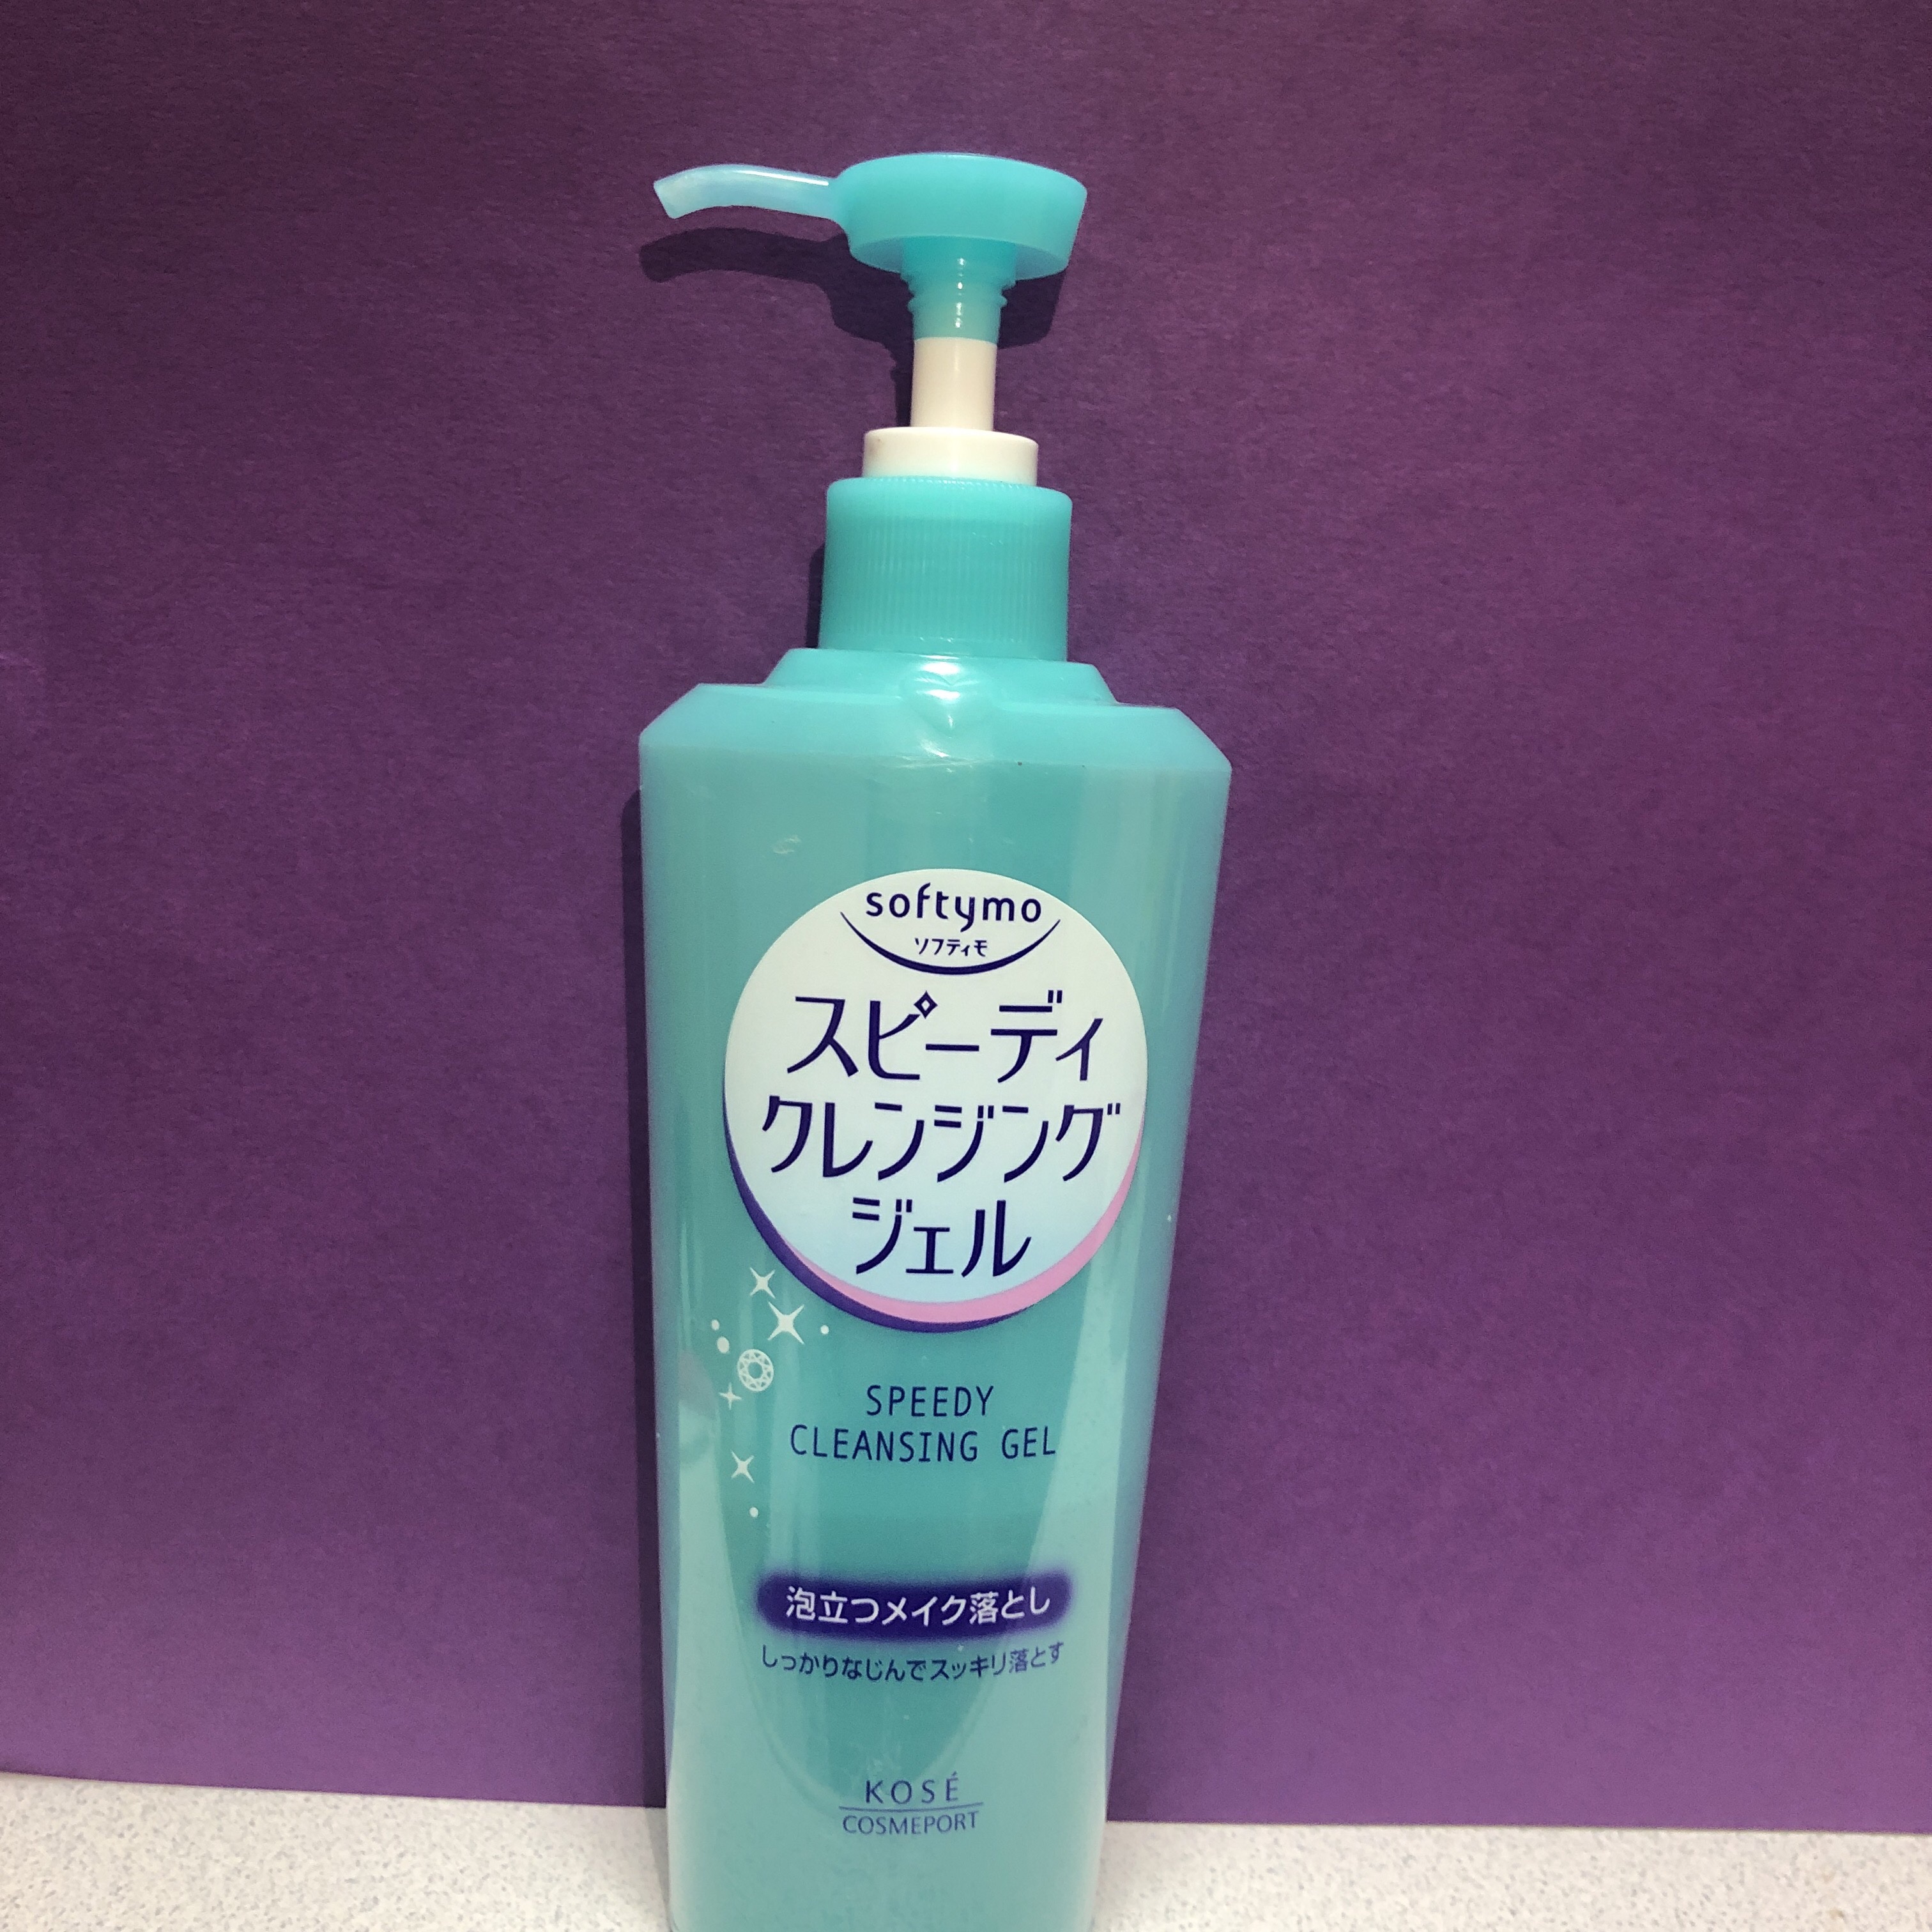 softymo
ソフティモ
スピーディ
クレンジング
ジェル
SPEEDY
CLEANSING GEL
泡立つメイク落とし
しっかりなじんでスッキリ落とす
KOSÉ
COSMEPORT